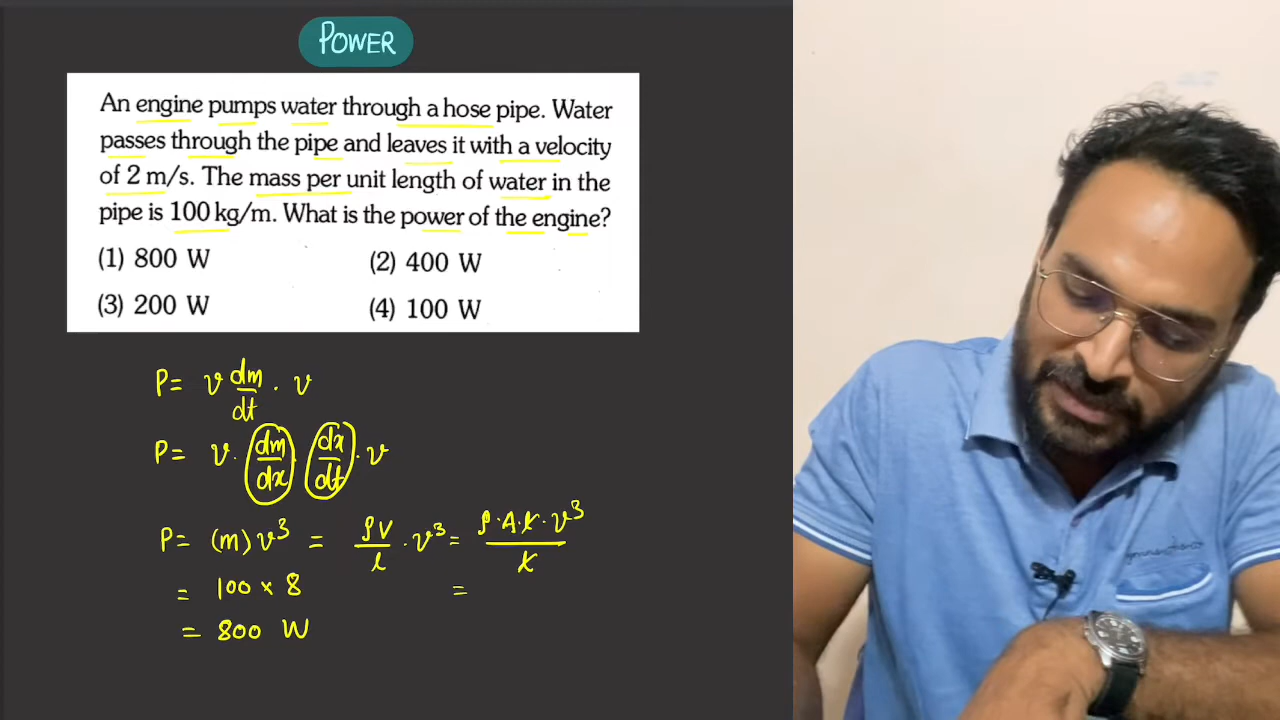 POWER
An engine pumps water through a hose pipe. Water
passes through the pipe and leaves it with a velocity
of 2 m/s. The mass per unit length of water in the
pipe is 100 kg/m. What is the power of the engine?
(1) 800 W (2) 400 W
(3) 200 W (4) 100 W
P = v dm/dt · v
P = v · dm/dx · dx/dt · v
P = (m) v³ = ρV/l · v³ = ρ·A·l·v³/l
= 100 × 8 =
= 800 W